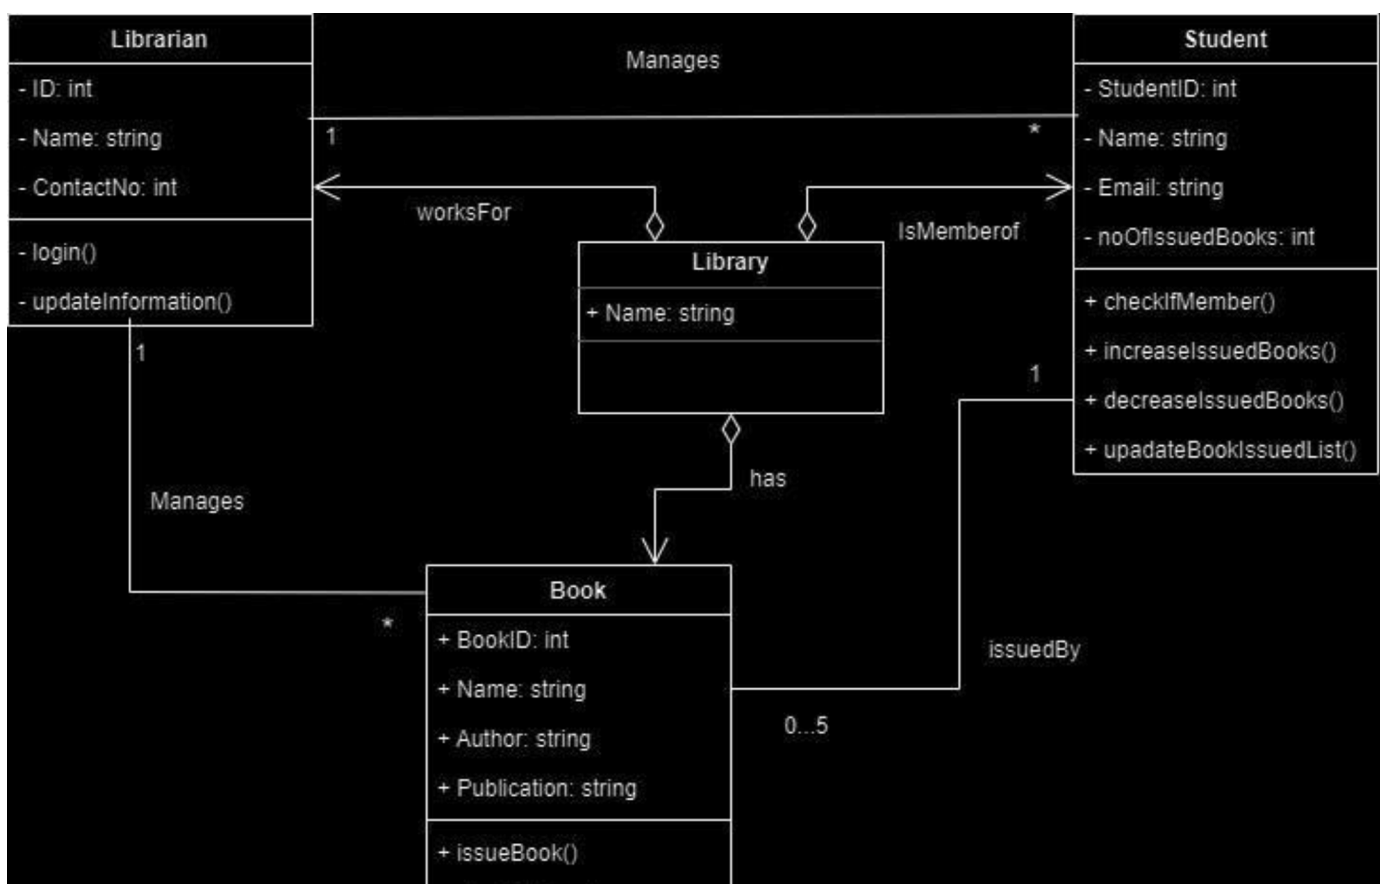 Librarian
- ID: int
- Name: string
- ContactNo: int
- login()
- updateInformation()
Manages
1
*
Student
- StudentID: int
- Name: string
- Email: string
- noOfIssuedBooks: int
+ checkIfMember()
+ increaseIssuedBooks()
+ decreaseIssuedBooks()
+ upadateBookIssuedList()
worksFor
IsMemberof
Library
+ Name: string
1
Manages
*
has
1
issuedBy
0...5
Book
+ BookID: int
+ Name: string
+ Author: string
+ Publication: string
+ issueBook()